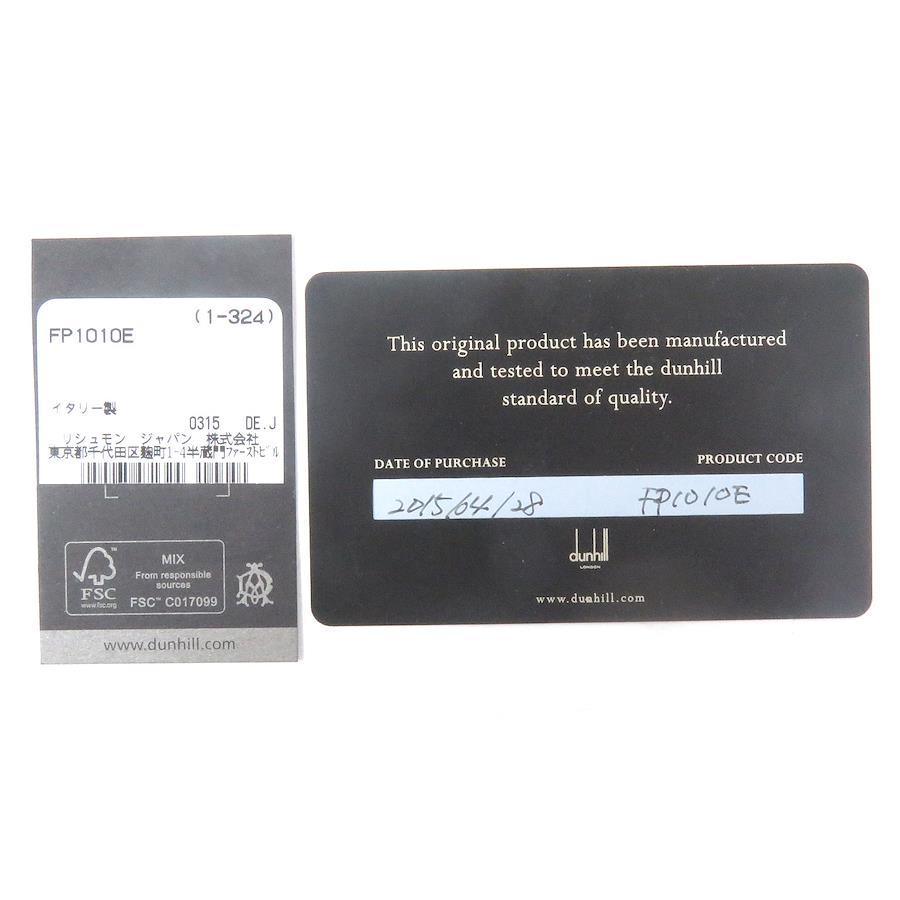 (1-324)
FP1010E
イタリー製
0315 DE.J
リシュモン ジャパン 株式会社
東京都千代田区麹町1-4半蔵門ファーストビル
MIX
From responsible
sources
FSC™ C017099
FSC
www.fsc.org
www.dunhill.com
This original product has been manufactured
and tested to meet the dunhill
standard of quality.
DATE OF PURCHASE PRODUCT CODE
2015/04/28 FP1010E
dunhill
LONDON
www.dunhill.com